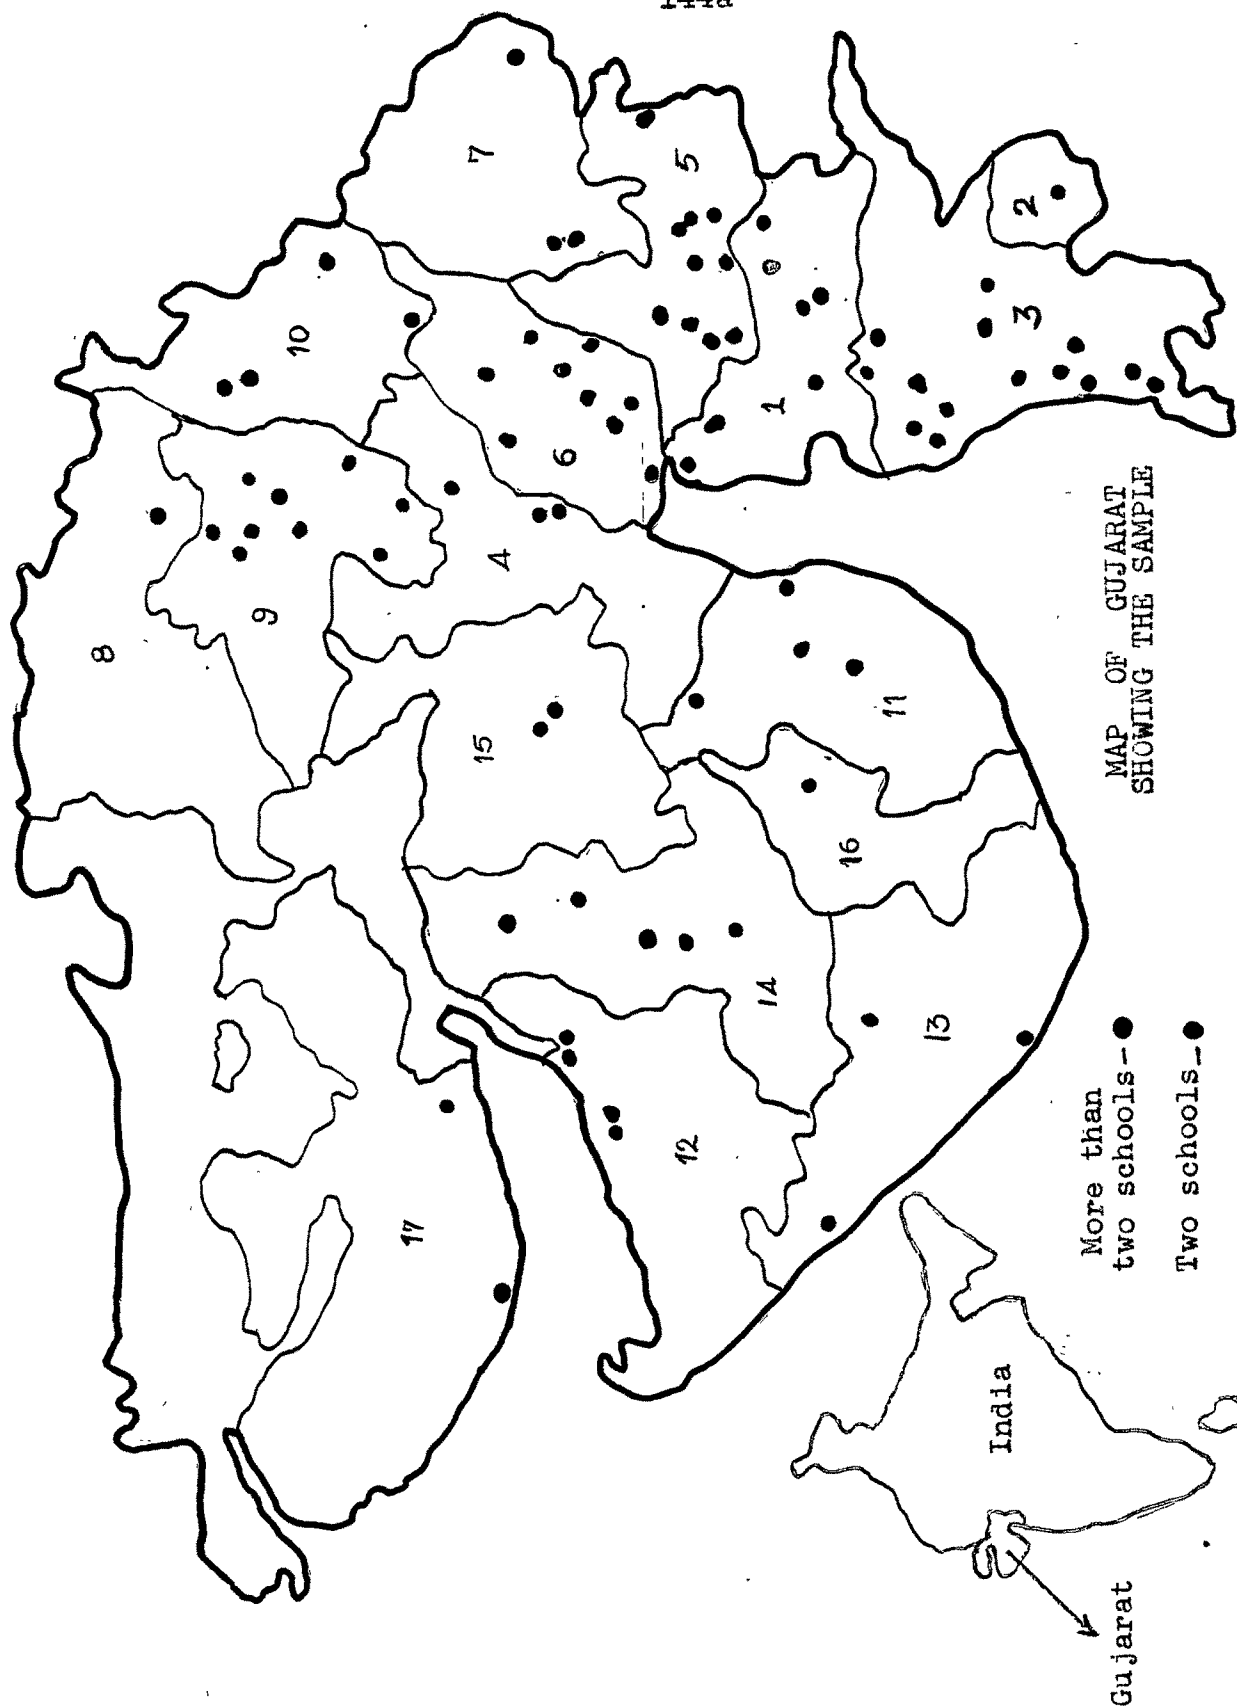 144a
7
5
2
10
3
1
6
4
9
8
15
11
16
14
13
12
17
MAP OF GUJARAT
SHOWING THE SAMPLE
More than
two schools-
Two schools-
India
Gujarat